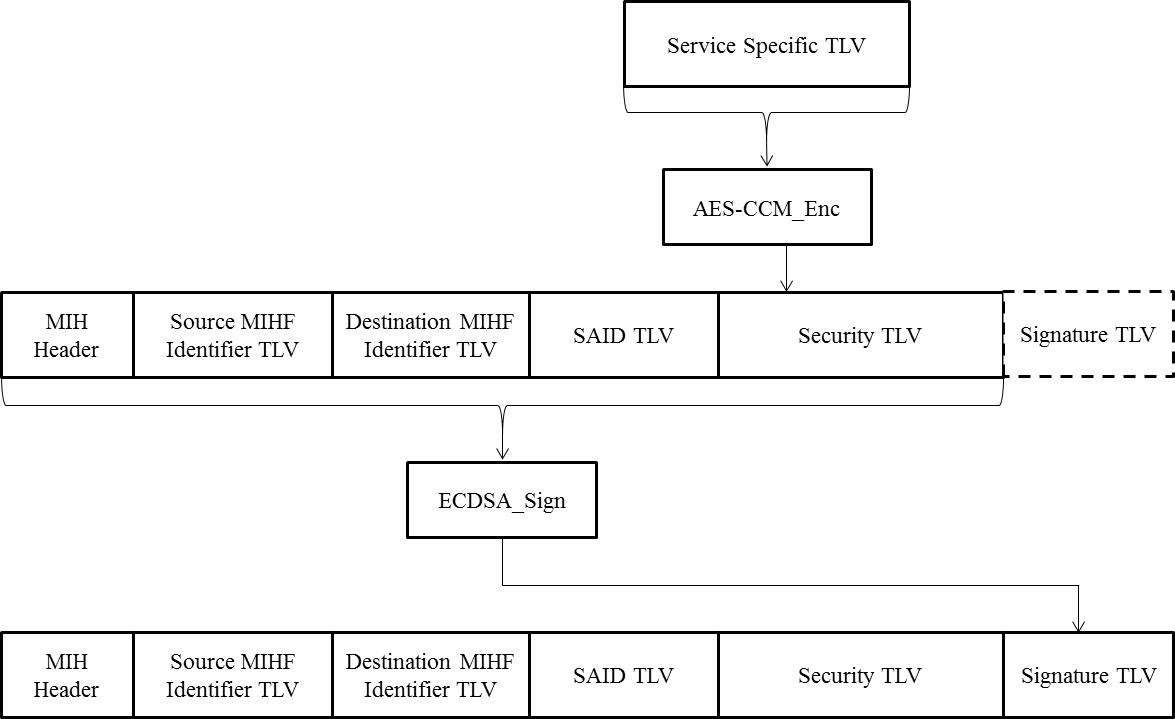 Service Specific TLV
AES-CCM_Enc
MIH
Header
Source MIHF
Identifier TLV
Destination MIHF
Identifier TLV
SAID TLV
Security TLV
Signature TLV
ECDSA_Sign
MIH
Header
Source MIHF
Identifier TLV
Destination MIHF
Identifier TLV
SAID TLV
Security TLV
Signature TLV